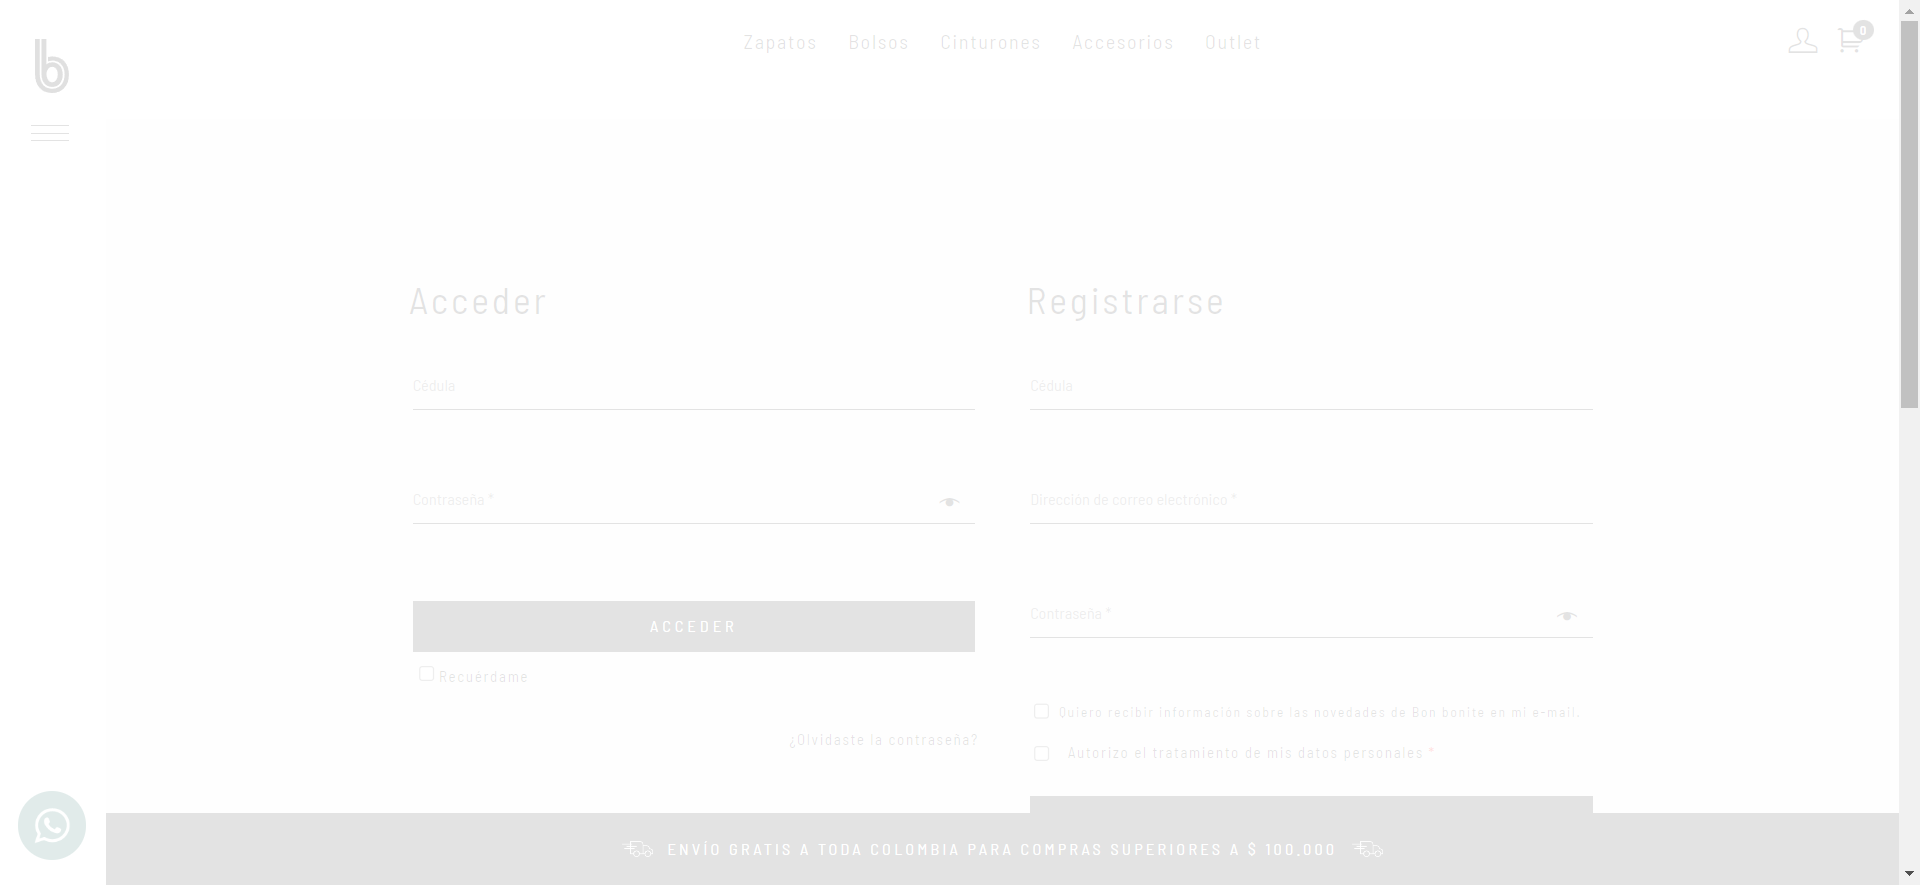 b
Zapatos Bolsos Cinturones Accesorios Outlet
0
Acceder
Cédula
Contraseña *
ACCEDER
Recuérdame
¿Olvidaste la contraseña?
Registrarse
Cédula
Dirección de correo electrónico *
Contraseña *
Quiero recibir información sobre las novedades de Bon bonite en mi e-mail.
Autorizo el tratamiento de mis datos personales *
ENVÍO GRATIS A TODA COLOMBIA PARA COMPRAS SUPERIORES A $ 100.000